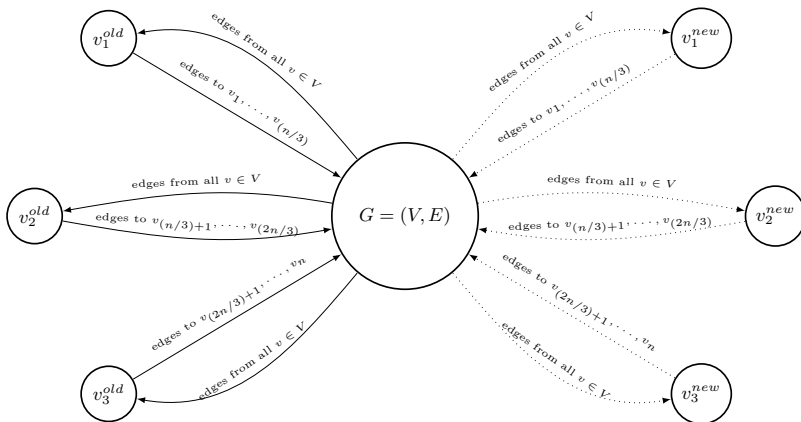 v_1^{old}
edges from all v ∈ V
edges to v_1, . . . , v_{(n/3)}
v_1^{new}
edges from all v ∈ V
edges to v_1, . . . , v_{(n/3)}
v_2^{old}
edges from all v ∈ V
edges to v_{(n/3)+1}, . . . , v_{(2n/3)}
G = (V, E)
edges from all v ∈ V
edges to v_{(n/3)+1}, . . . , v_{(2n/3)}
v_2^{new}
edges to v_{(2n/3)+1}, . . . , v_n
edges from all v ∈ V
v_3^{old}
edges to v_{(2n/3)+1}, . . . , v_n
edges from all v ∈ V
v_3^{new}